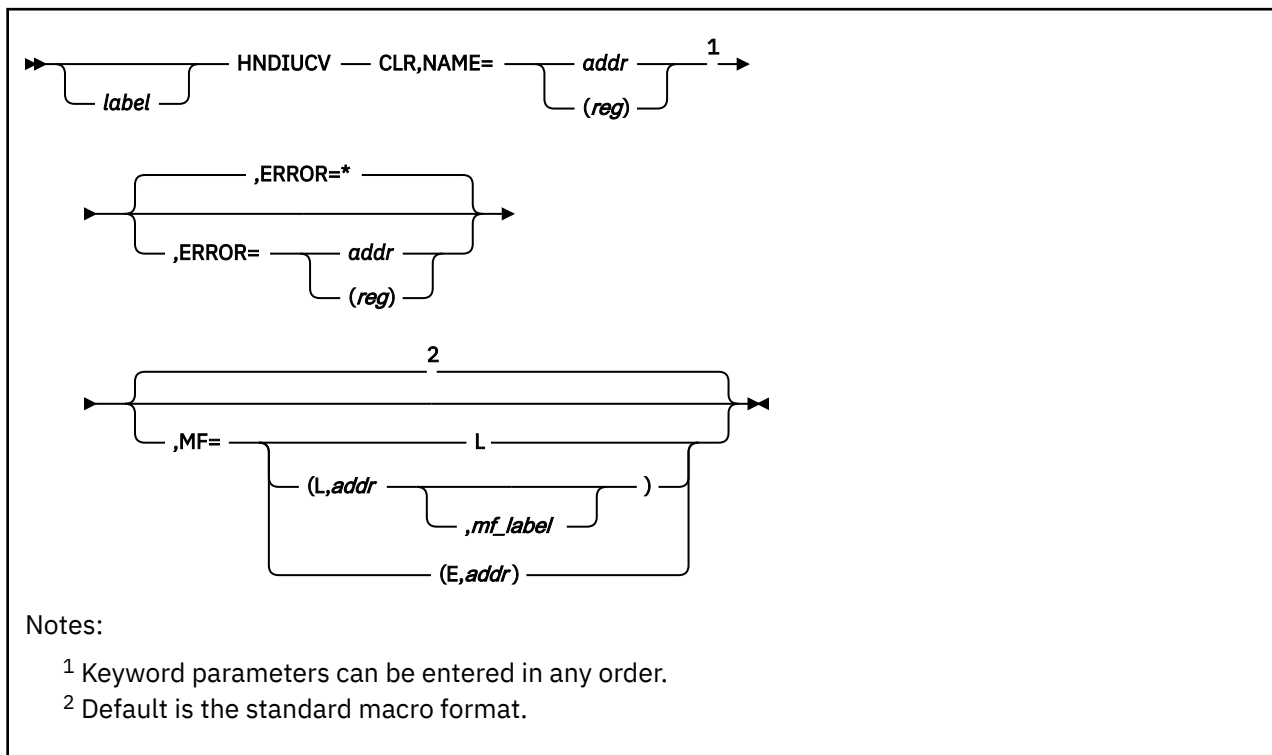 label HNDIUCV CLR,NAME= addr 1
(reg)
,ERROR=*
,ERROR= addr
(reg)
2
,MF= L
(L,addr ,mf_label )
(E,addr)
Notes:
1 Keyword parameters can be entered in any order.
2 Default is the standard macro format.